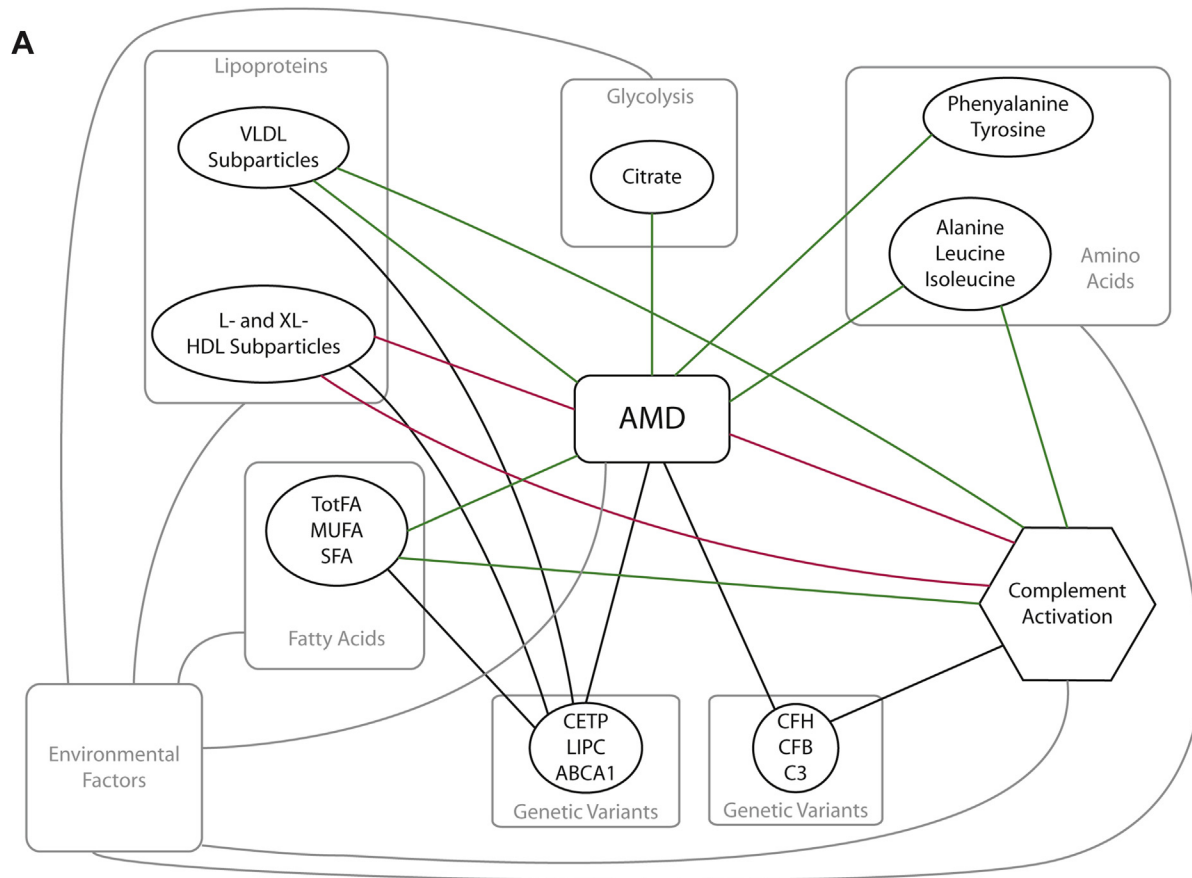 A
Lipoproteins
VLDL
Subparticles
L- and XL-
HDL Subparticles
Glycolysis
Citrate
Phenyalanine
Tyrosine
Alanine
Leucine
Isoleucine
Amino
Acids
AMD
TotFA
MUFA
SFA
Fatty Acids
Complement
Activation
Environmental
Factors
CETP
LIPC
ABCA1
Genetic Variants
CFH
CFB
C3
Genetic Variants